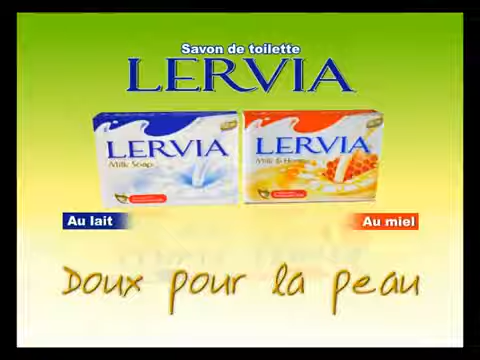 Savon de toilette
LERVIA
LERVIA
Milk Soap
LERVIA
Milk & Honey
Au lait
Au miel
Doux pour la peau